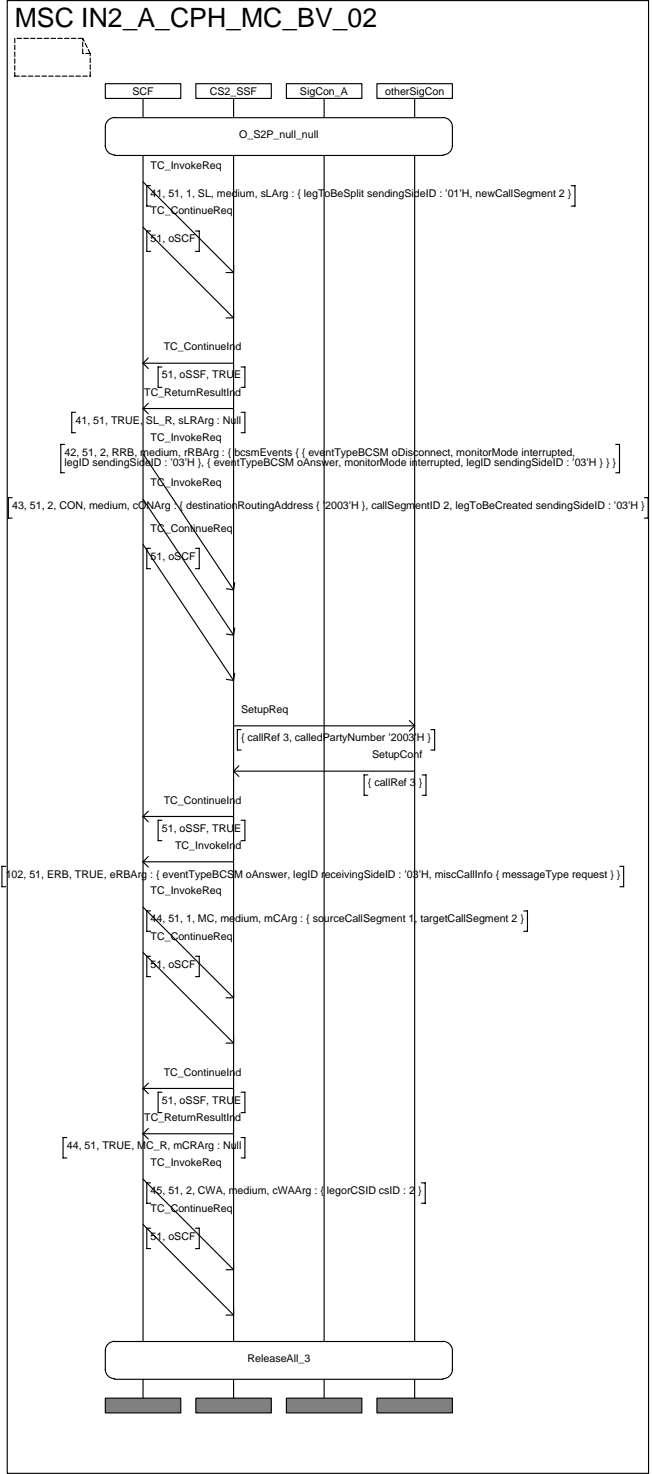 MSC IN2_A_CPH_MC_BV_02
SCF CS2_SSF SigCon_A otherSigCon
O_S2P_null_null
TC_InvokeReq
[41, 51, 1, SL, medium, sLArg : { legToBeSplit sendingSideID : '01'H, newCallSegment 2 }]
TC_ContinueReq
[51, oSCF]
TC_ContinueInd
[51, oSSF, TRUE]
TC_ReturnResultInd
[41, 51, TRUE, SL_R, sLRArg : Null]
TC_InvokeReq
[42, 51, 2, RRB, medium, rRBArg : { bcsmEvents { { eventTypeBCSM oDisconnect, monitorMode interrupted,
legID sendingSideID : '03'H }, { eventTypeBCSM oAnswer, monitorMode interrupted, legID sendingSideID : '03'H } } }]
TC_InvokeReq
[43, 51, 2, CON, medium, cONArg : { destinationRoutingAddress { '2003'H }, callSegmentID 2, legToBeCreated sendingSideID : '03'H }]
TC_ContinueReq
[51, oSCF]
SetupReq
[{ callRef 3, calledPartyNumber '2003'H }]
SetupConf
[{ callRef 3 }]
TC_ContinueInd
[51, oSSF, TRUE]
TC_InvokeInd
[102, 51, ERB, TRUE, eRBArg : { eventTypeBCSM oAnswer, legID receivingSideID : '03'H, miscCallInfo { messageType request } }]
TC_InvokeReq
[44, 51, 1, MC, medium, mCArg : { sourceCallSegment 1, targetCallSegment 2 }]
TC_ContinueReq
[51, oSCF]
TC_ContinueInd
[51, oSSF, TRUE]
TC_ReturnResultInd
[44, 51, TRUE, MC_R, mCRArg : Null]
TC_InvokeReq
[45, 51, 2, CWA, medium, cWAArg : { legorCSID csID : 2 }]
TC_ContinueReq
[51, oSCF]
ReleaseAll_3